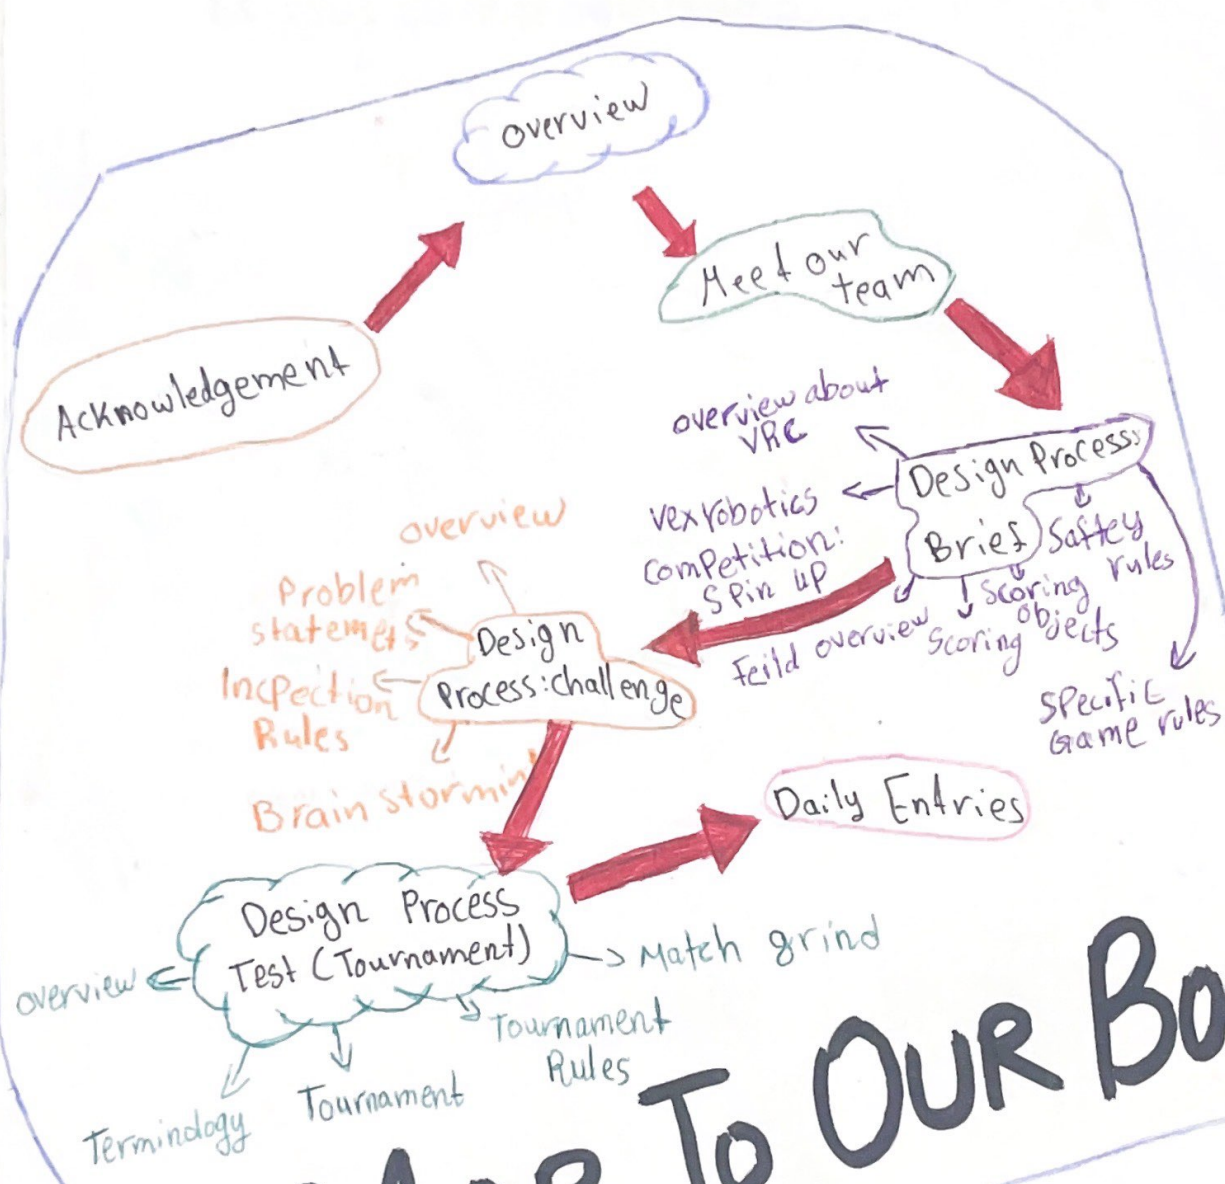 overview
Meet our
team
Acknowledgement
overview about
VRC
Design Process:
Brief
vex robotics
competition:
Spin up
Saftey
rules
Scoring
objects
Scoring
Feild overview
Specific
Game rules
overview
Problem
statemets
Incpection
Rules
Brain stormin
Design
Process: challenge
Daily Entries
Design Process
Test (Tournament)
overview
Match grind
Tournament
Rules
Tournament
Terminology
To OUR Bo